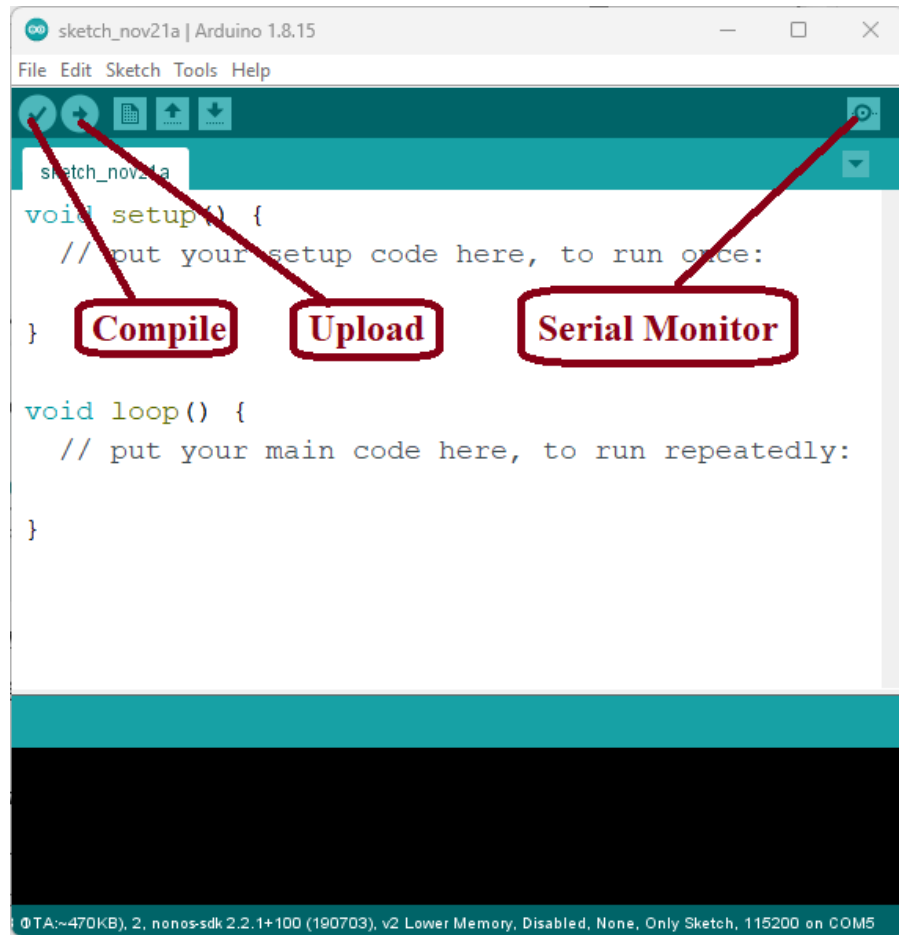 sketch_nov21a | Arduino 1.8.15
File Edit Sketch Tools Help
sketch_nov21a
void setup() {
  // put your setup code here, to run once:
} Compile Upload Serial Monitor
void loop() {
  // put your main code here, to run repeatedly:
}
OTA:~470KB), 2, nonos-sdk 2.2.1+100 (190703), v2 Lower Memory, Disabled, None, Only Sketch, 115200 on COM5